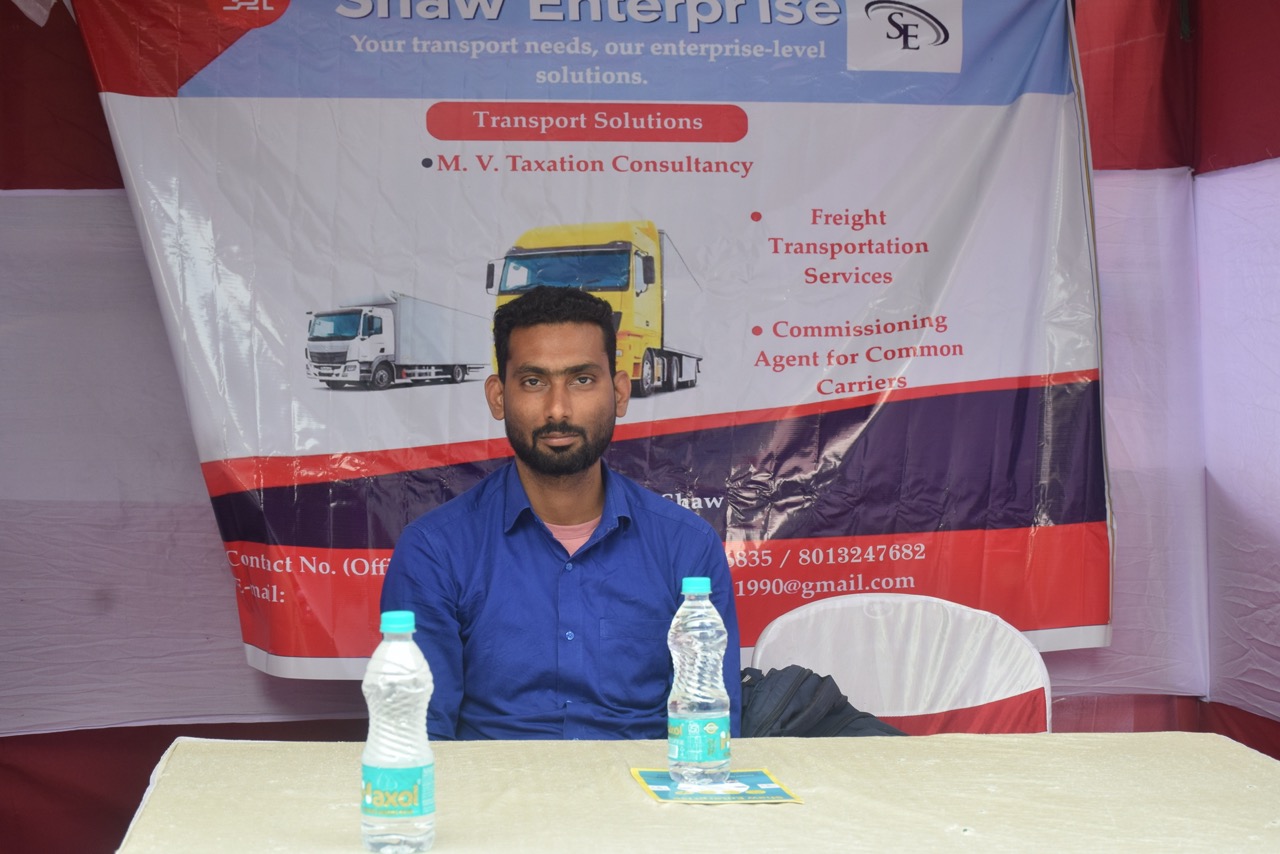 Shaw Enterprise
SE
Your transport needs, our enterprise-level
solutions.
Transport Solutions
•M. V. Taxation Consultancy
• Freight
Transportation
Services
• Commissioning
Agent for Common
Carriers
Shaw
Contact No. (Off
835 / 8013247682
E-mail:
1990@gmail.com
Maxol